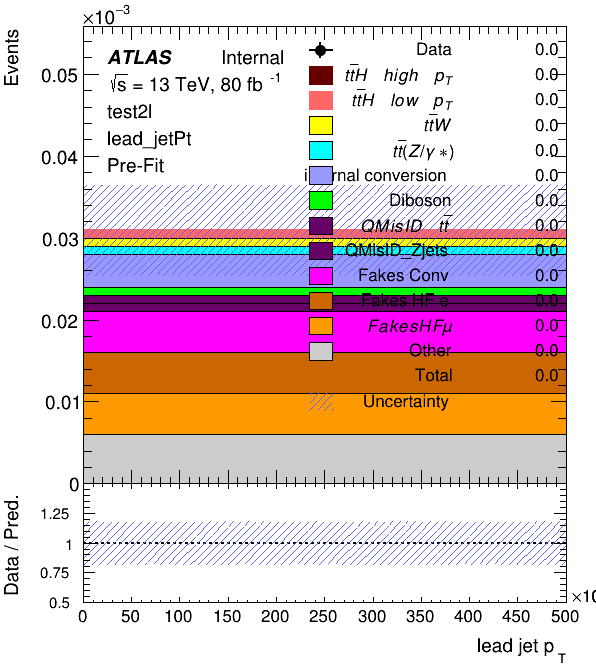 ×10⁻³
Events
ATLAS Internal
√s = 13 TeV, 80 fb⁻¹
test2l
lead_jetPt
Pre-Fit
Data 0.0
tt̄H high p_T 0.0
tt̄H low p_T 0.0
tt̄W 0.0
tt̄(Z/γ*) 0.0
internal conversion 0.0
Diboson 0.0
QMisID tt̄ 0.0
QMisID_Zjets 0.0
Fakes Conv 0.0
Fakes HF e 0.0
FakesHFμ 0.0
Other 0.0
Total 0.0
Uncertainty
0.05
0.04
0.03
0.02
0.01
0
Data / Pred.
1.25
1
0.75
0.5
0 50 100 150 200 250 300 350 400 450 500
×10
lead jet p_T